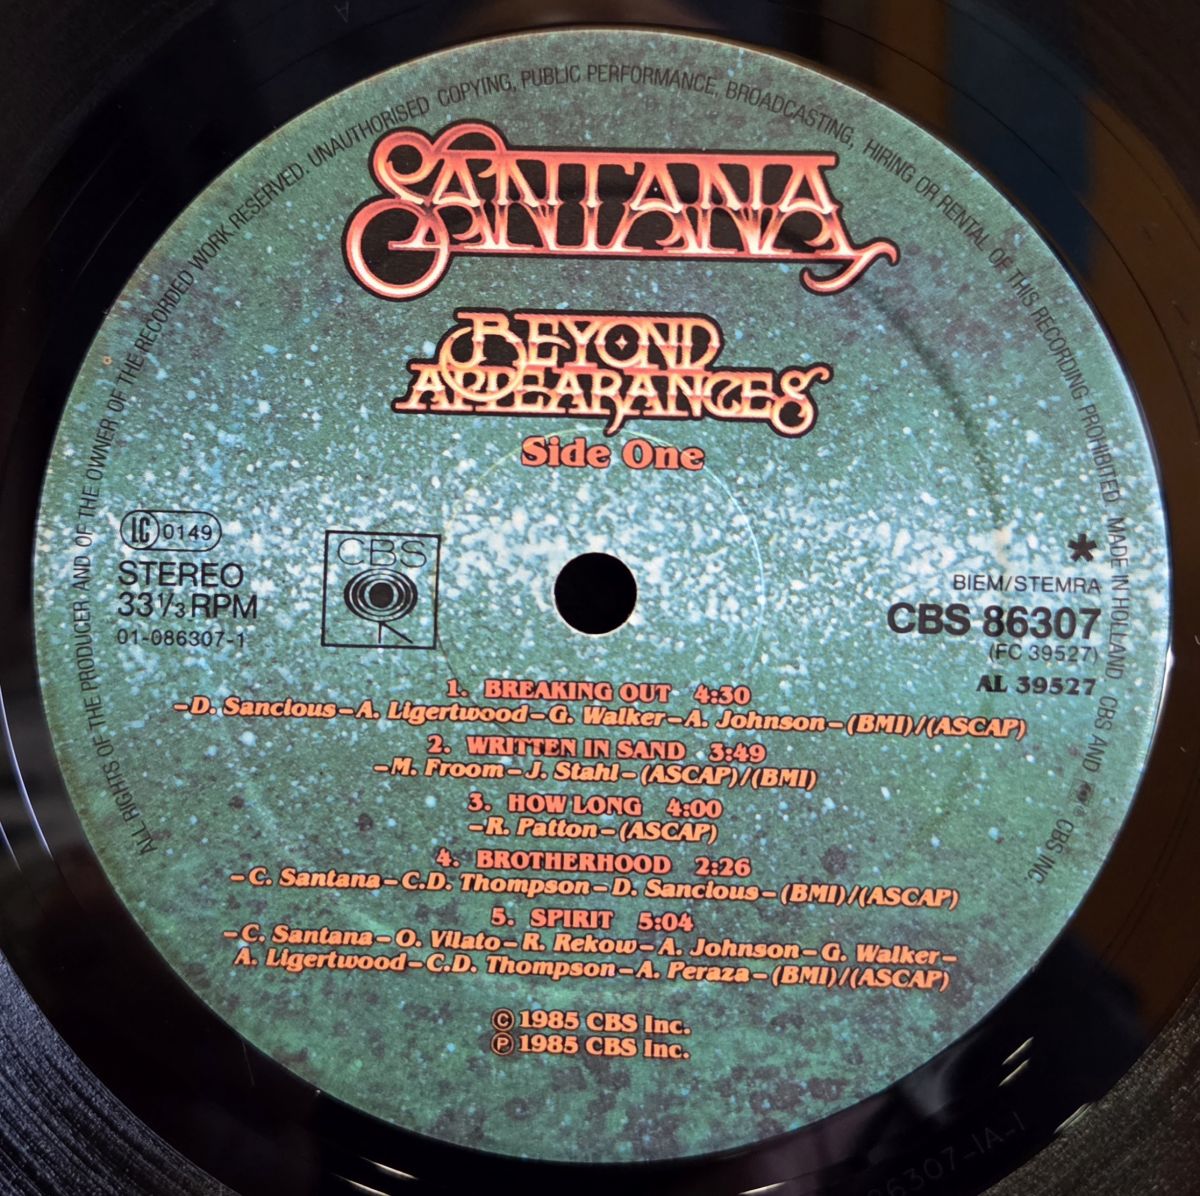 ALL RIGHTS OF THE PRODUCER AND OF THE OWNER OF THE RECORDED WORK RESERVED. UNAUTHORISED COPYING, PUBLIC PERFORMANCE, BROADCASTING, HIRING OR RENTAL OF THIS RECORDING PROHIBITED MADE IN HOLLAND CBS AND CBS INC.
SANTANA
BEYOND
APPEARANCES
Side One
LC 0149
STEREO
33 1/3 RPM
01-086307-1
CBS
*
BIEM/STEMRA
CBS 86307
(FC 39527)
AL 39527
1. BREAKING OUT 4:30
–D. Sancious–A. Ligertwood–G. Walker–A. Johnson–(BMI)/(ASCAP)
2. WRITTEN IN SAND 3:49
–M. Froom–J. Stahl–(ASCAP)/(BMI)
3. HOW LONG 4:00
–R. Patton–(ASCAP)
4. BROTHERHOOD 2:26
–C. Santana–C.D. Thompson–D. Sancious–(BMI)/(ASCAP)
5. SPIRIT 5:04
–C. Santana–O. Vilato–R. Rekow–A. Johnson–G. Walker–
A. Ligertwood–C.D. Thompson–A. Peraza–(BMI)/(ASCAP)
© 1985 CBS Inc.
℗ 1985 CBS Inc.
6307-1A-1